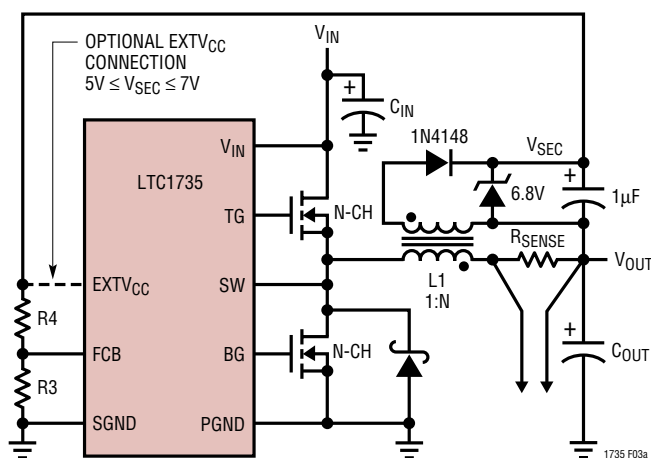 OPTIONAL EXTVCC
CONNECTION
5V ≤ VSEC ≤ 7V
VIN
+
CIN
LTC1735
VIN
TG
EXTVCC
SW
FCB
BG
SGND
PGND
R4
R3
N-CH
N-CH
1N4148
VSEC
6.8V
+
1µF
L1
1:N
RSENSE
VOUT
+
COUT
1735 F03a